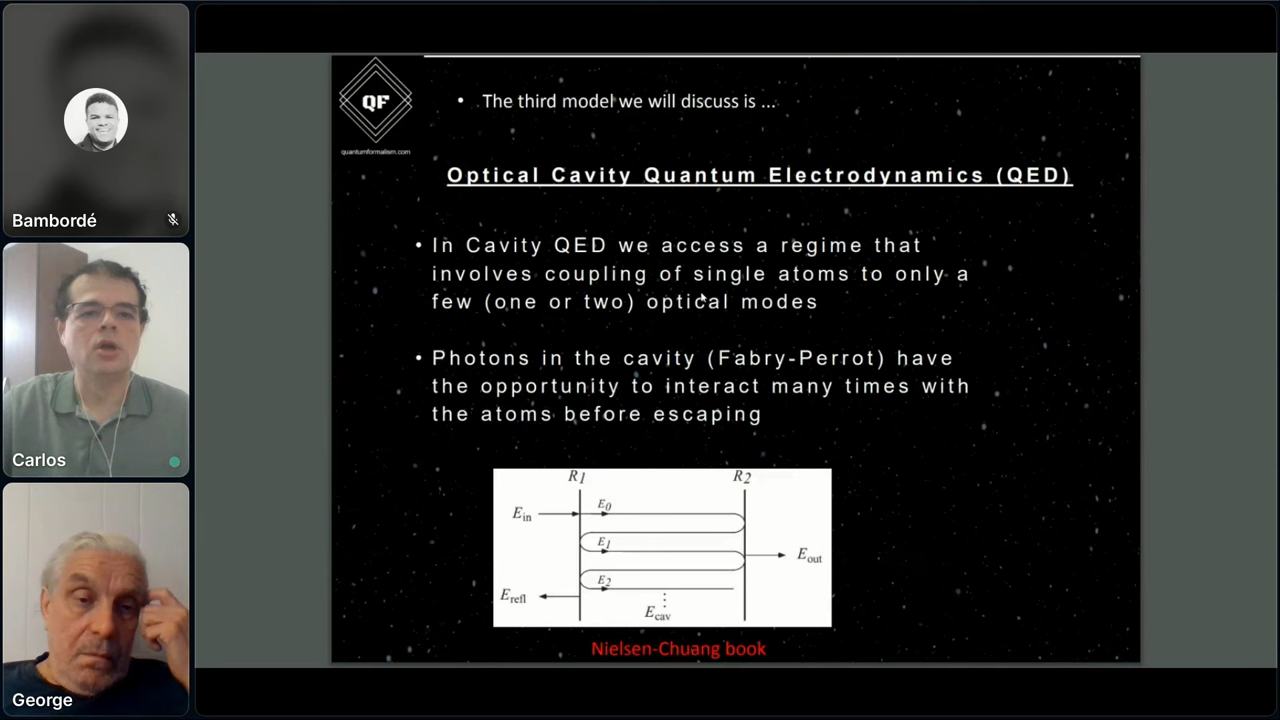 Bambordé
Carlos
George
QF
quantumformalism.com
• The third model we will discuss is ...
Optical Cavity Quantum Electrodynamics (QED)
• In Cavity QED we access a regime that
involves coupling of single atoms to only a
few (one or two) optical modes
• Photons in the cavity (Fabry-Perrot) have
the opportunity to interact many times with
the atoms before escaping
R1 R2
Ein E0
E1 Eout
E2
Erefl
Ecav
Nielsen-Chuang book